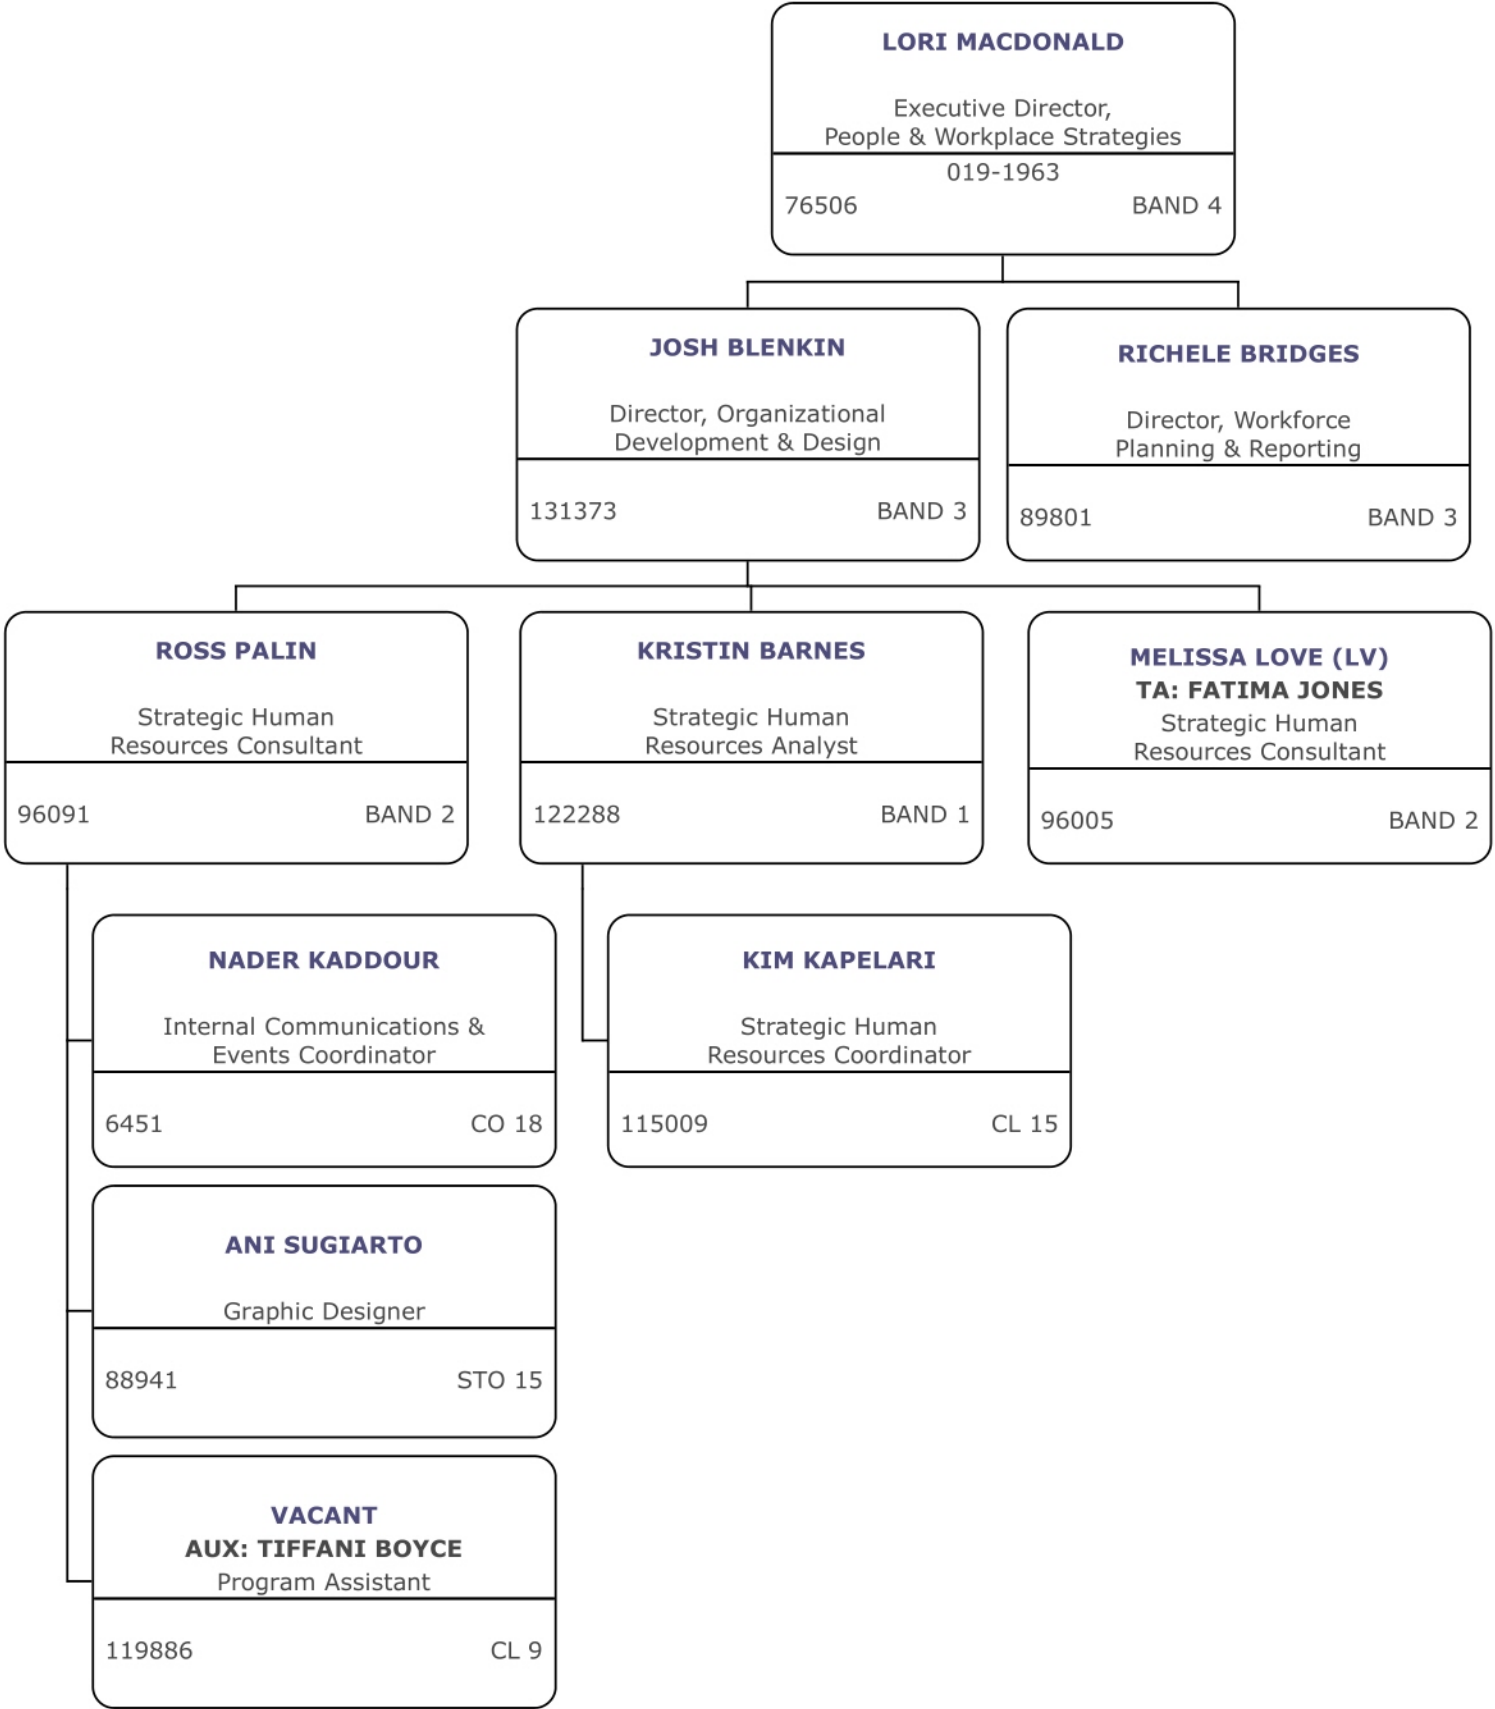 LORI MACDONALD
Executive Director,
People & Workplace Strategies
019-1963
76506 BAND 4
JOSH BLENKIN
Director, Organizational
Development & Design
131373 BAND 3
RICHELE BRIDGES
Director, Workforce
Planning & Reporting
89801 BAND 3
ROSS PALIN
Strategic Human
Resources Consultant
96091 BAND 2
KRISTIN BARNES
Strategic Human
Resources Analyst
122288 BAND 1
MELISSA LOVE (LV)
TA: FATIMA JONES
Strategic Human
Resources Consultant
96005 BAND 2
NADER KADDOUR
Internal Communications &
Events Coordinator
6451 CO 18
KIM KAPELARI
Strategic Human
Resources Coordinator
115009 CL 15
ANI SUGIARTO
Graphic Designer
88941 STO 15
VACANT
AUX: TIFFANI BOYCE
Program Assistant
119886 CL 9